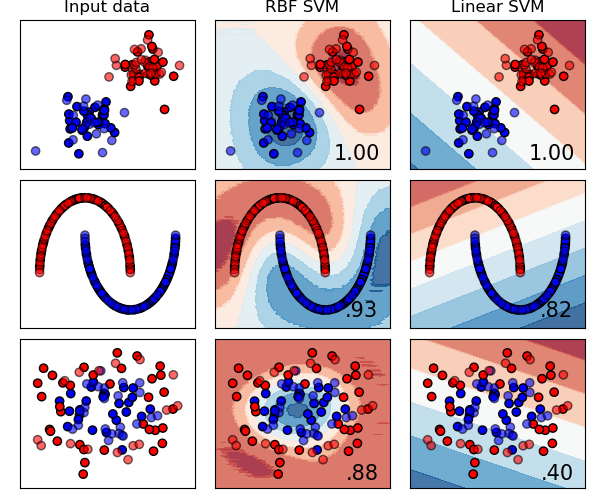 Input data
RBF SVM
Linear SVM
1.00
1.00
.93
.82
.88
.40